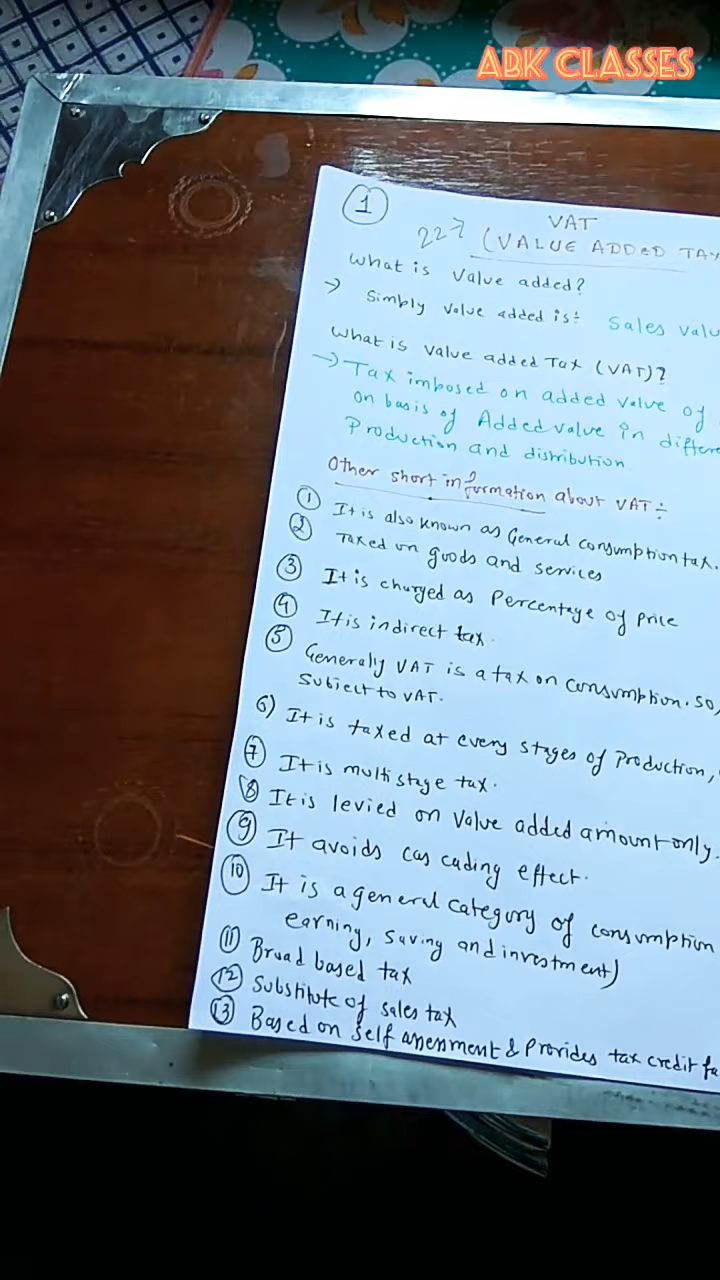 ABK CLASSES
1
VAT
227
(VALUE ADDED TAX
What is value added?
→ Simply value added is÷ Sales valu
What is value added Tax (VAT)?
→ Tax imposed on added value of
on basis of Added value in differe
Production and distribution
Other short information about VAT÷
1 It is also known as General consumption tax.
2 Taxed on goods and services
3 It is charged as Percentage of price
4 It is indirect tax.
5 Generaly VAT is a tax on consumption. So,
Subject to VAT.
6) It is taxed at every stages of Production,
7 It is multistage tax.
8 It is levied on value added amount only.
9 It avoids cascading effect.
10 It is a general category of consumption
earning, saving and investment)
11 Broad based tax
12 Substitute of sales tax
13 Based on self assessment & Provides tax credit fa